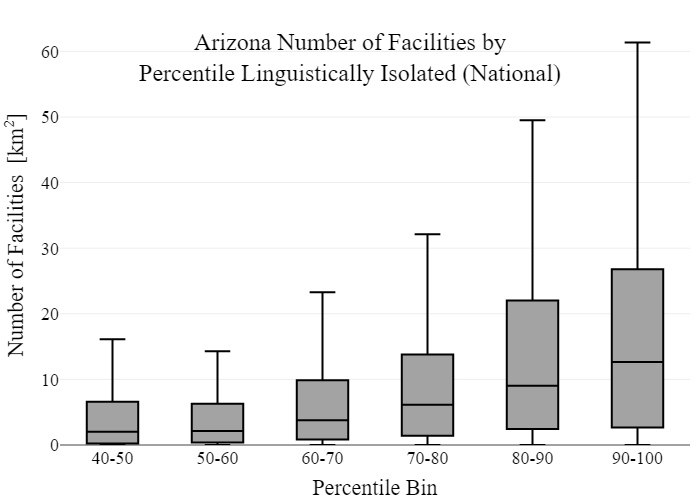 Arizona Number of Facilities by
Percentile Linguistically Isolated (National)
Number of Facilities [km²]
60
50
40
30
20
10
0
40-50 50-60 60-70 70-80 80-90 90-100
Percentile Bin